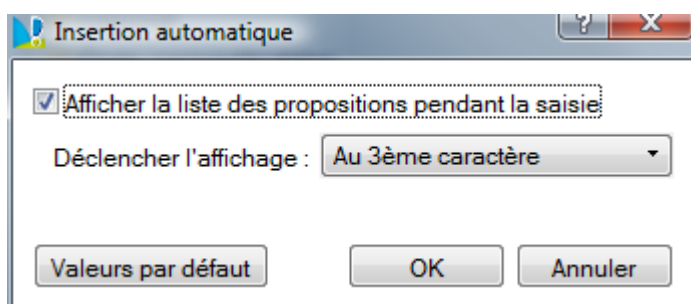 Insertion automatique
? X
Afficher la liste des propositions pendant la saisie
Déclencher l'affichage : Au 3ème caractère
Valeurs par défaut OK Annuler